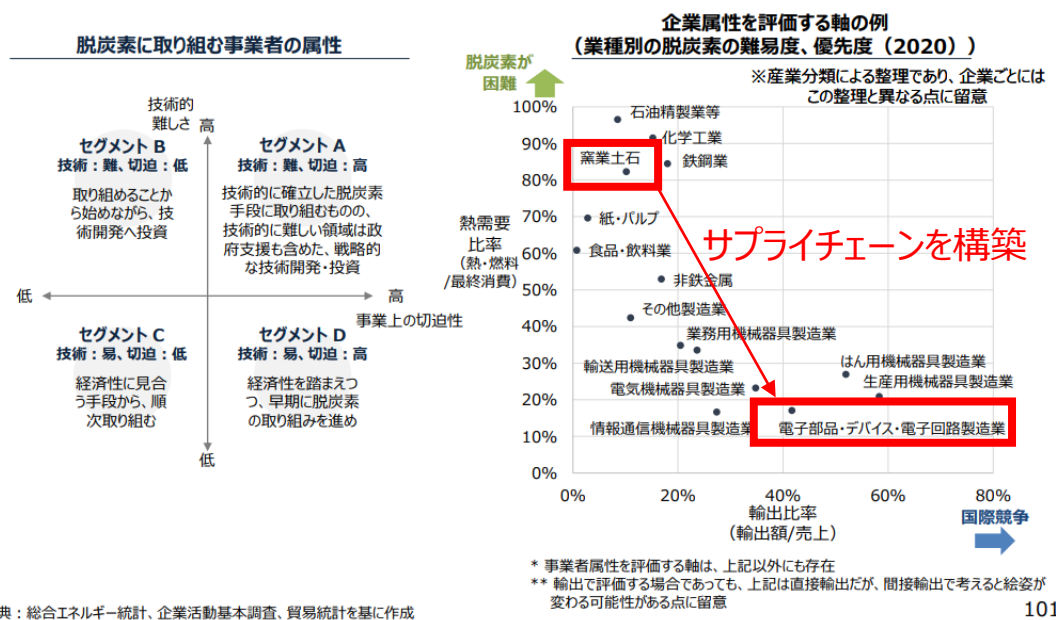 脱炭素に取り組む事業者の属性
技術的
難しさ
高
セグメント B
技術：難、切迫：低
取り組めることか
ら始めながら、技
術開発へ投資
セグメント A
技術：難、切迫：高
技術的に確立した脱炭素
手段に取り組むものの、
技術的に難しい領域は政
府支援も含めた、戦略的
な技術開発・投資
低
高
事業上の切迫性
セグメント C
技術：易、切迫：低
経済性に見合
う手段から、順
次取り組む
セグメント D
技術：易、切迫：高
経済性を踏まえつ
つ、早期に脱炭素
の取り組みを進め
低
企業属性を評価する軸の例
（業種別の脱炭素の難易度、優先度（2020））
脱炭素が
困難
※産業分類による整理であり、企業ごとには
この整理と異なる点に留意
熱需要
比率
（熱・燃料
/最終消費）
100%
90%
80%
70%
60%
50%
40%
30%
20%
10%
0%
石油精製業等
化学工業
窯業土石
鉄鋼業
紙・パルプ
サプライチェーンを構築
食品・飲料業
非鉄金属
その他製造業
業務用機械器具製造業
輸送用機械器具製造業
はん用機械器具製造業
電気機械器具製造業
生産用機械器具製造業
情報通信機械器具製造業
電子部品・デバイス・電子回路製造業
0%
20%
40%
60%
80%
輸出比率
（輸出額/売上）
国際競争
* 事業者属性を評価する軸は、上記以外にも存在
** 輸出で評価する場合であっても、上記は直接輸出だが、間接輸出で考えると絵姿が
変わる可能性がある点に留意
典：総合エネルギー統計、企業活動基本調査、貿易統計を基に作成
101